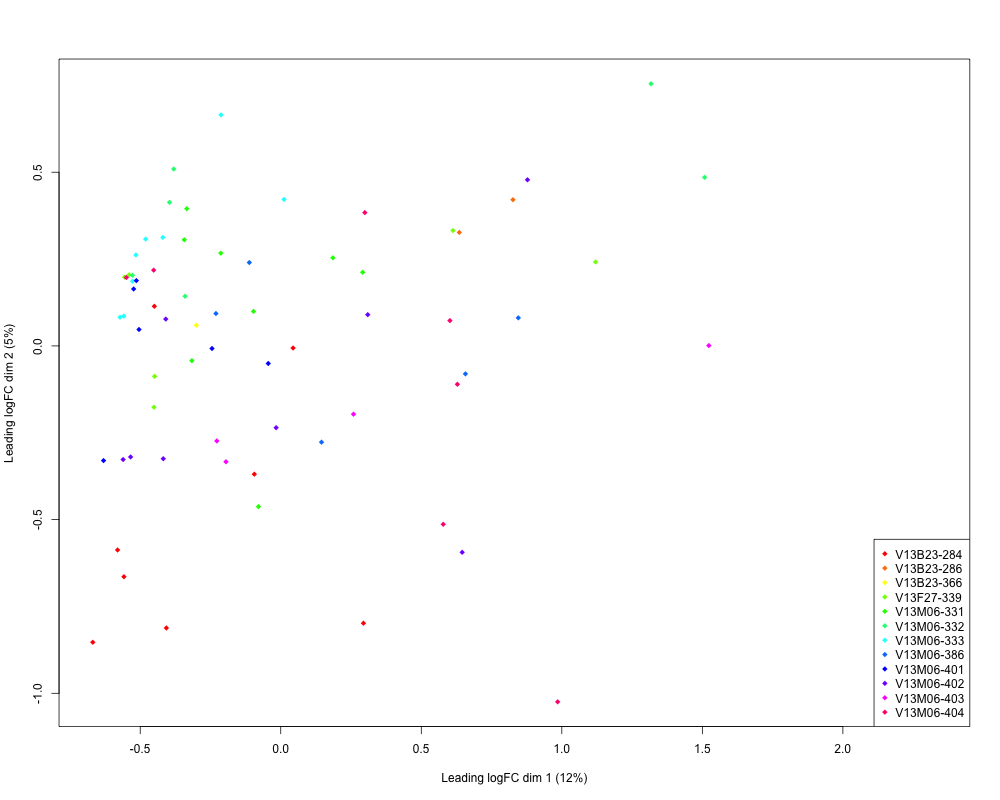 0.5
0.0
-0.5
-1.0
Leading logFC dim 2 (5%)
V13B23-284
V13B23-286
V13B23-366
V13F27-339
V13M06-331
V13M06-332
V13M06-333
V13M06-386
V13M06-401
V13M06-402
V13M06-403
V13M06-404
-0.5 0.0 0.5 1.0 1.5 2.0
Leading logFC dim 1 (12%)